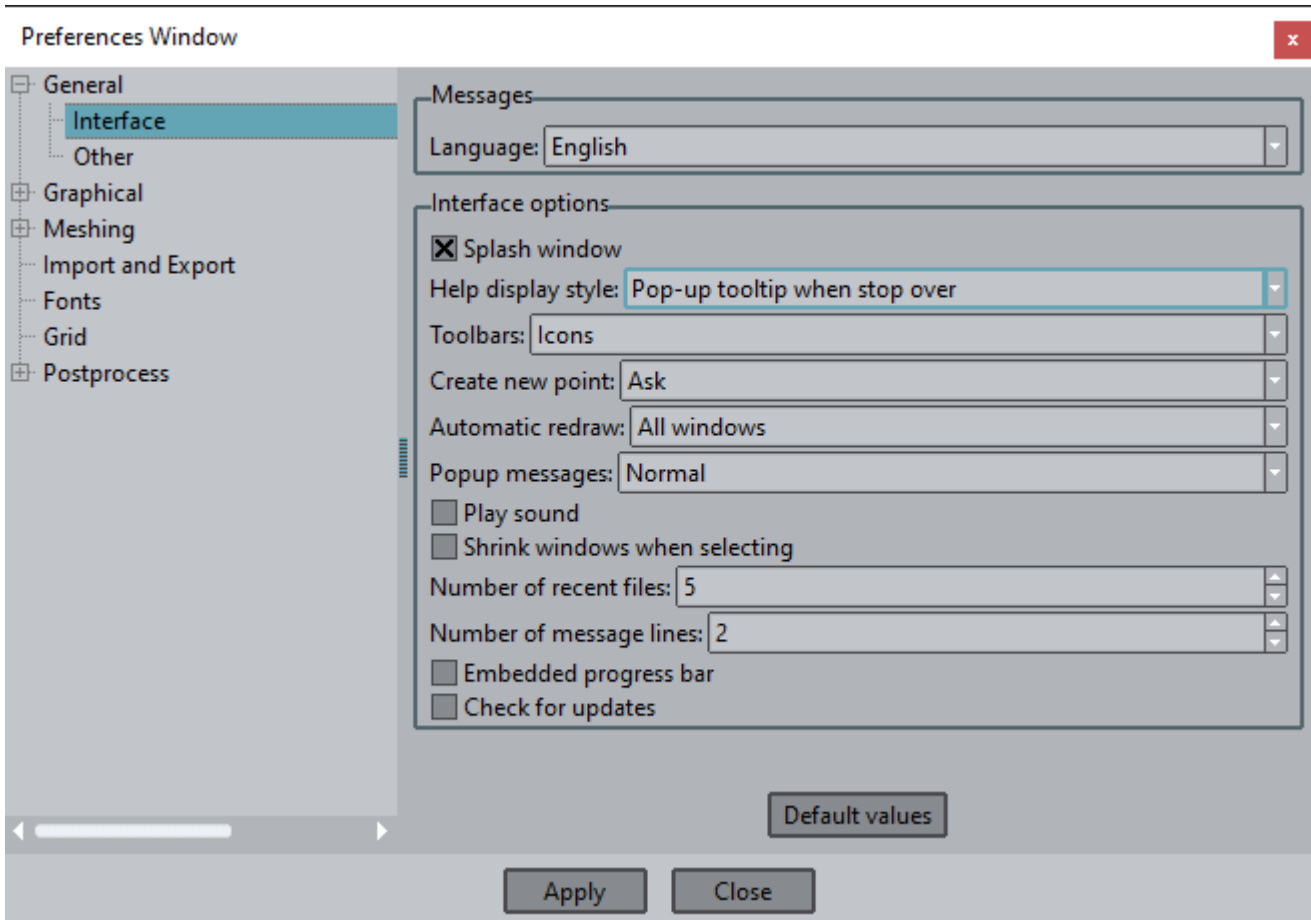 Preferences Window
x
General
Interface
Other
Graphical
Meshing
Import and Export
Fonts
Grid
Postprocess
Messages
Language: English
Interface options
Splash window
Help display style: Pop-up tooltip when stop over
Toolbars: Icons
Create new point: Ask
Automatic redraw: All windows
Popup messages: Normal
Play sound
Shrink windows when selecting
Number of recent files: 5
Number of message lines: 2
Embedded progress bar
Check for updates
Default values
Apply Close